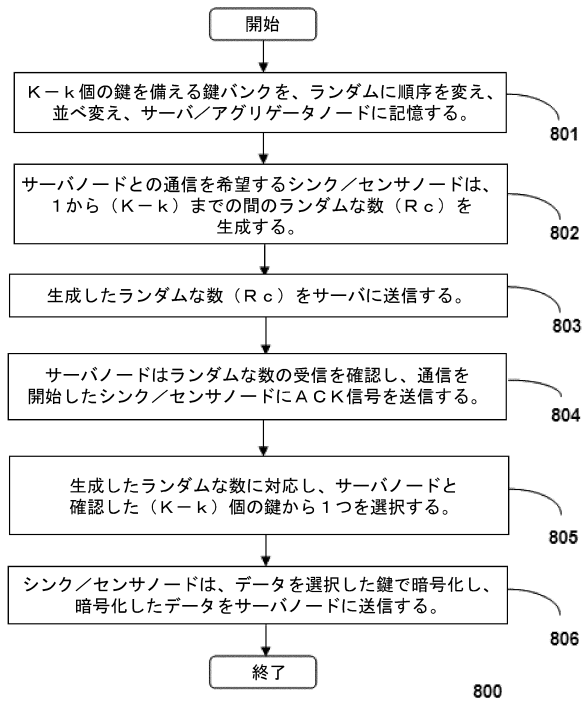 開始
Ｋ－ｋ個の鍵を備える鍵バンクを、ランダムに順序を変え、
並べ変え、サーバ／アグリゲータノードに記憶する。
801
サーバノードとの通信を希望するシンク／センサノードは、
１から（Ｋ－ｋ）までの間のランダムな数（Ｒｃ）を
生成する。
802
生成したランダムな数（Ｒｃ）をサーバに送信する。
803
サーバノードはランダムな数の受信を確認し、通信を
開始したシンク／センサノードにＡＣＫ信号を送信する。
804
生成したランダムな数に対応し、サーバノードと
確認した（Ｋ－ｋ）個の鍵から１つを選択する。
805
シンク／センサノードは、データを選択した鍵で暗号化し、
暗号化したデータをサーバノードに送信する。
806
終了
800